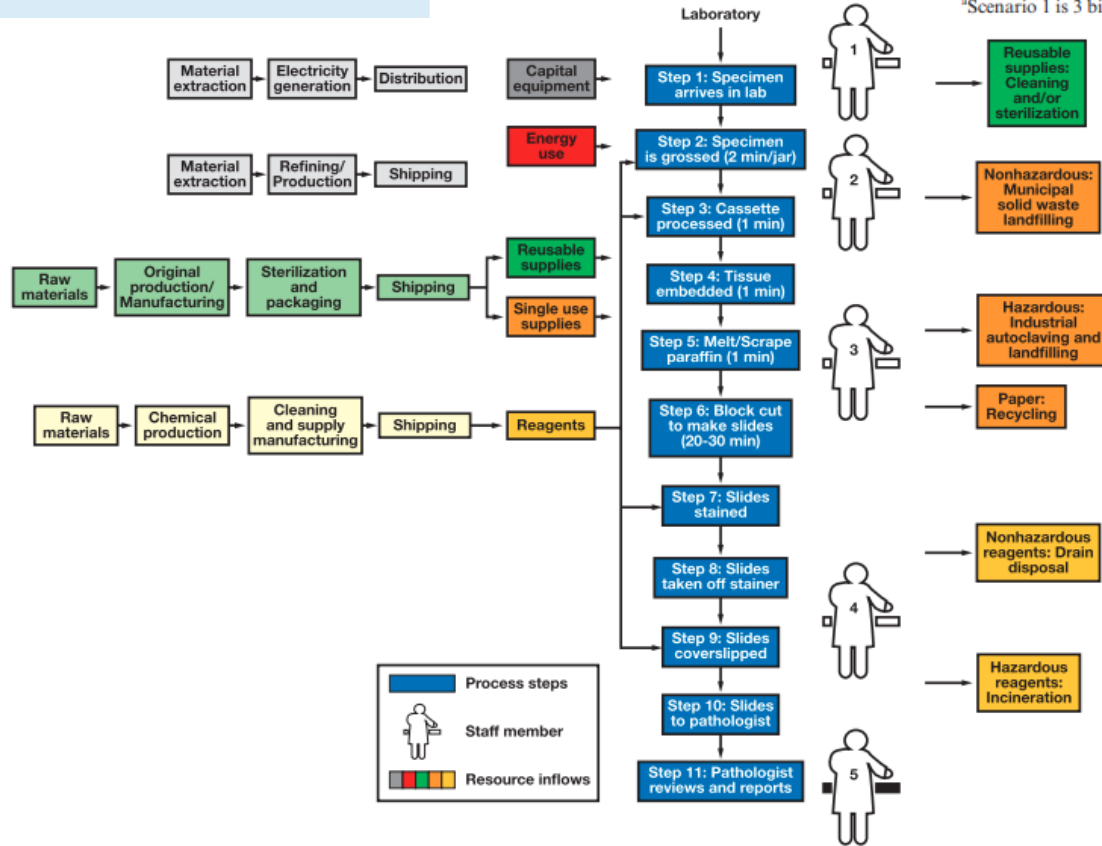 ᵃScenario 1 is 3 bi
Laboratory
Material
extraction
Electricity
generation
Distribution
Capital
equipment
Step 1: Specimen
arrives in lab
1
Reusable
supplies:
Cleaning
and/or
sterilization
Energy
use
Step 2: Specimen
is grossed (2 min/jar)
Material
extraction
Refining/
Production
Shipping
2
Nonhazardous:
Municipal
solid waste
landfilling
Step 3: Cassette
processed (1 min)
Raw
materials
Original
production/
Manufacturing
Sterilization
and
packaging
Shipping
Reusable
supplies
Single use
supplies
Step 4: Tissue
embedded (1 min)
Step 5: Melt/Scrape
paraffin (1 min)
3
Hazardous:
Industrial
autoclaving and
landfilling
Paper:
Recycling
Raw
materials
Chemical
production
Cleaning
and supply
manufacturing
Shipping
Reagents
Step 6: Block cut
to make slides
(20-30 min)
Step 7: Slides
stained
Step 8: Slides
taken off stainer
Nonhazardous
reagents: Drain
disposal
4
Step 9: Slides
coverslipped
Hazardous
reagents:
Incineration
Step 10: Slides
to pathologist
Step 11: Pathologist
reviews and reports
5
Process steps
Staff member
Resource inflows